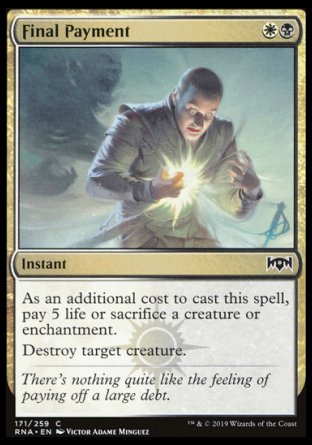 Final Payment
Instant
As an additional cost to cast this spell,
pay 5 life or sacrifice a creature or
enchantment.
Destroy target creature.
There's nothing quite like the feeling of
paying off a large debt.
171/259 C
RNA • EN Victor Adame Minguez
™ & © 2019 Wizards of the Coast